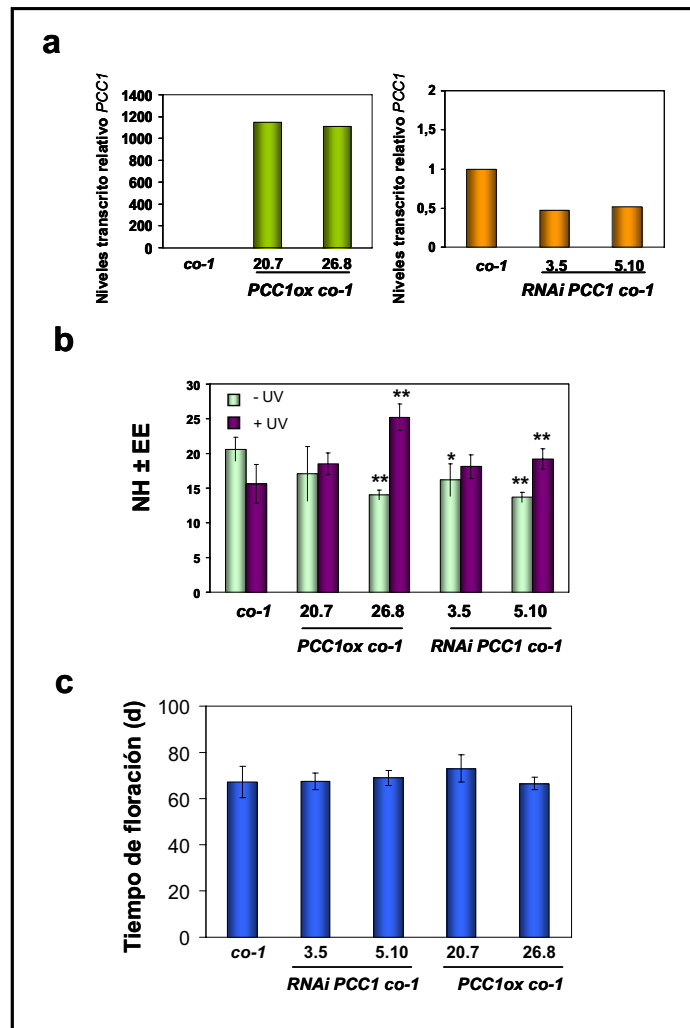 a
Niveles transcrito relativo PCC1
1400
1200
1000
800
600
400
200
0
co-1
20.7
26.8
PCC1ox co-1
Niveles transcrito relativo PCC1
2
1,5
1
0,5
0
co-1
3.5
5.10
RNAi PCC1 co-1
b
NH ± EE
30
25
20
15
10
5
0
- UV
+ UV
**
**
*
**
**
co-1
20.7
26.8
3.5
5.10
PCC1ox co-1
RNAi PCC1 co-1
c
Tiempo de floración (d)
100
80
60
40
20
0
co-1
3.5
5.10
20.7
26.8
RNAi PCC1 co-1
PCC1ox co-1